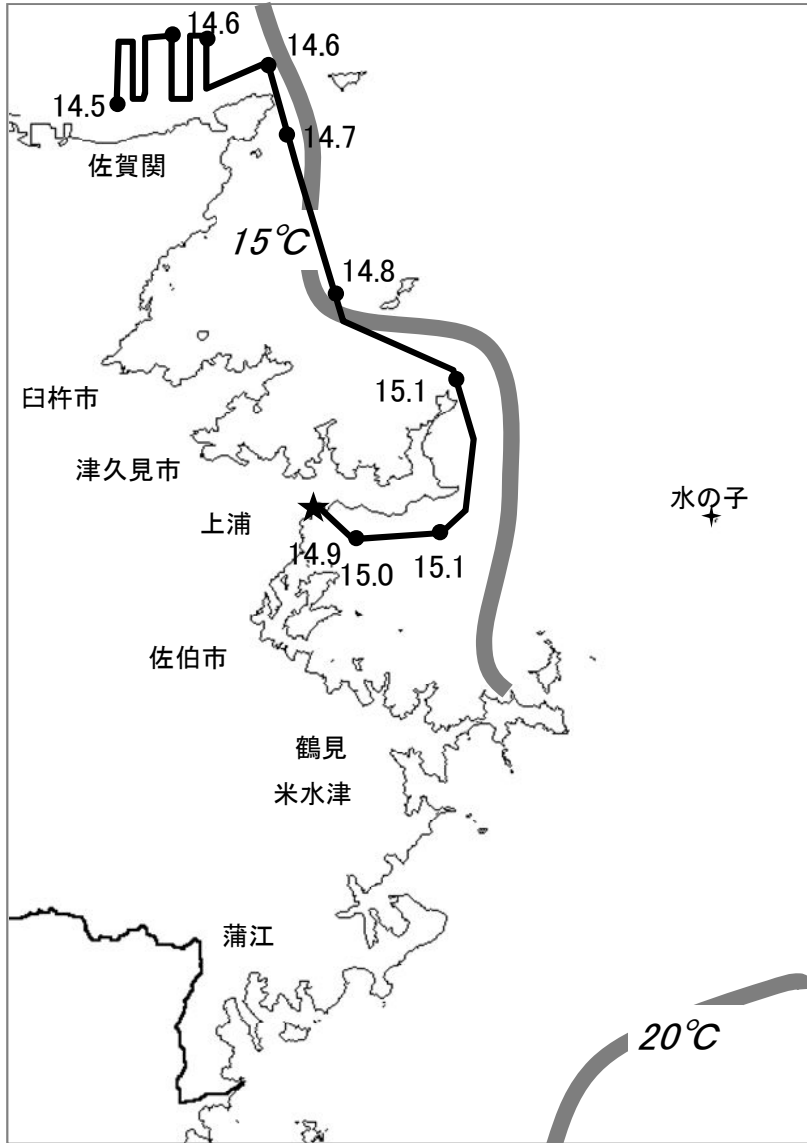 14.6
14.6
14.5
14.7
佐賀関
15℃
14.8
15.1
臼杵市
津久見市
水の子
上浦
14.9
15.0
15.1
佐伯市
鶴見
米水津
蒲江
20℃